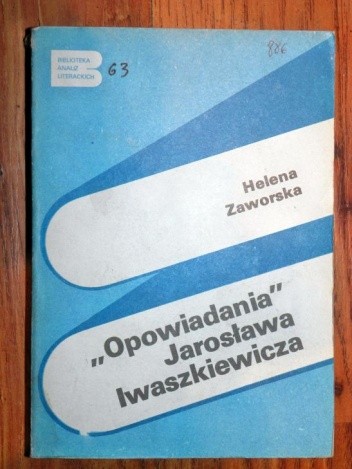 BIBLIOTEKA
ANALIZ
LITERACKICH
63
886
Helena
Zaworska
„Opowiadania”
Jarosława
Iwaszkiewicza